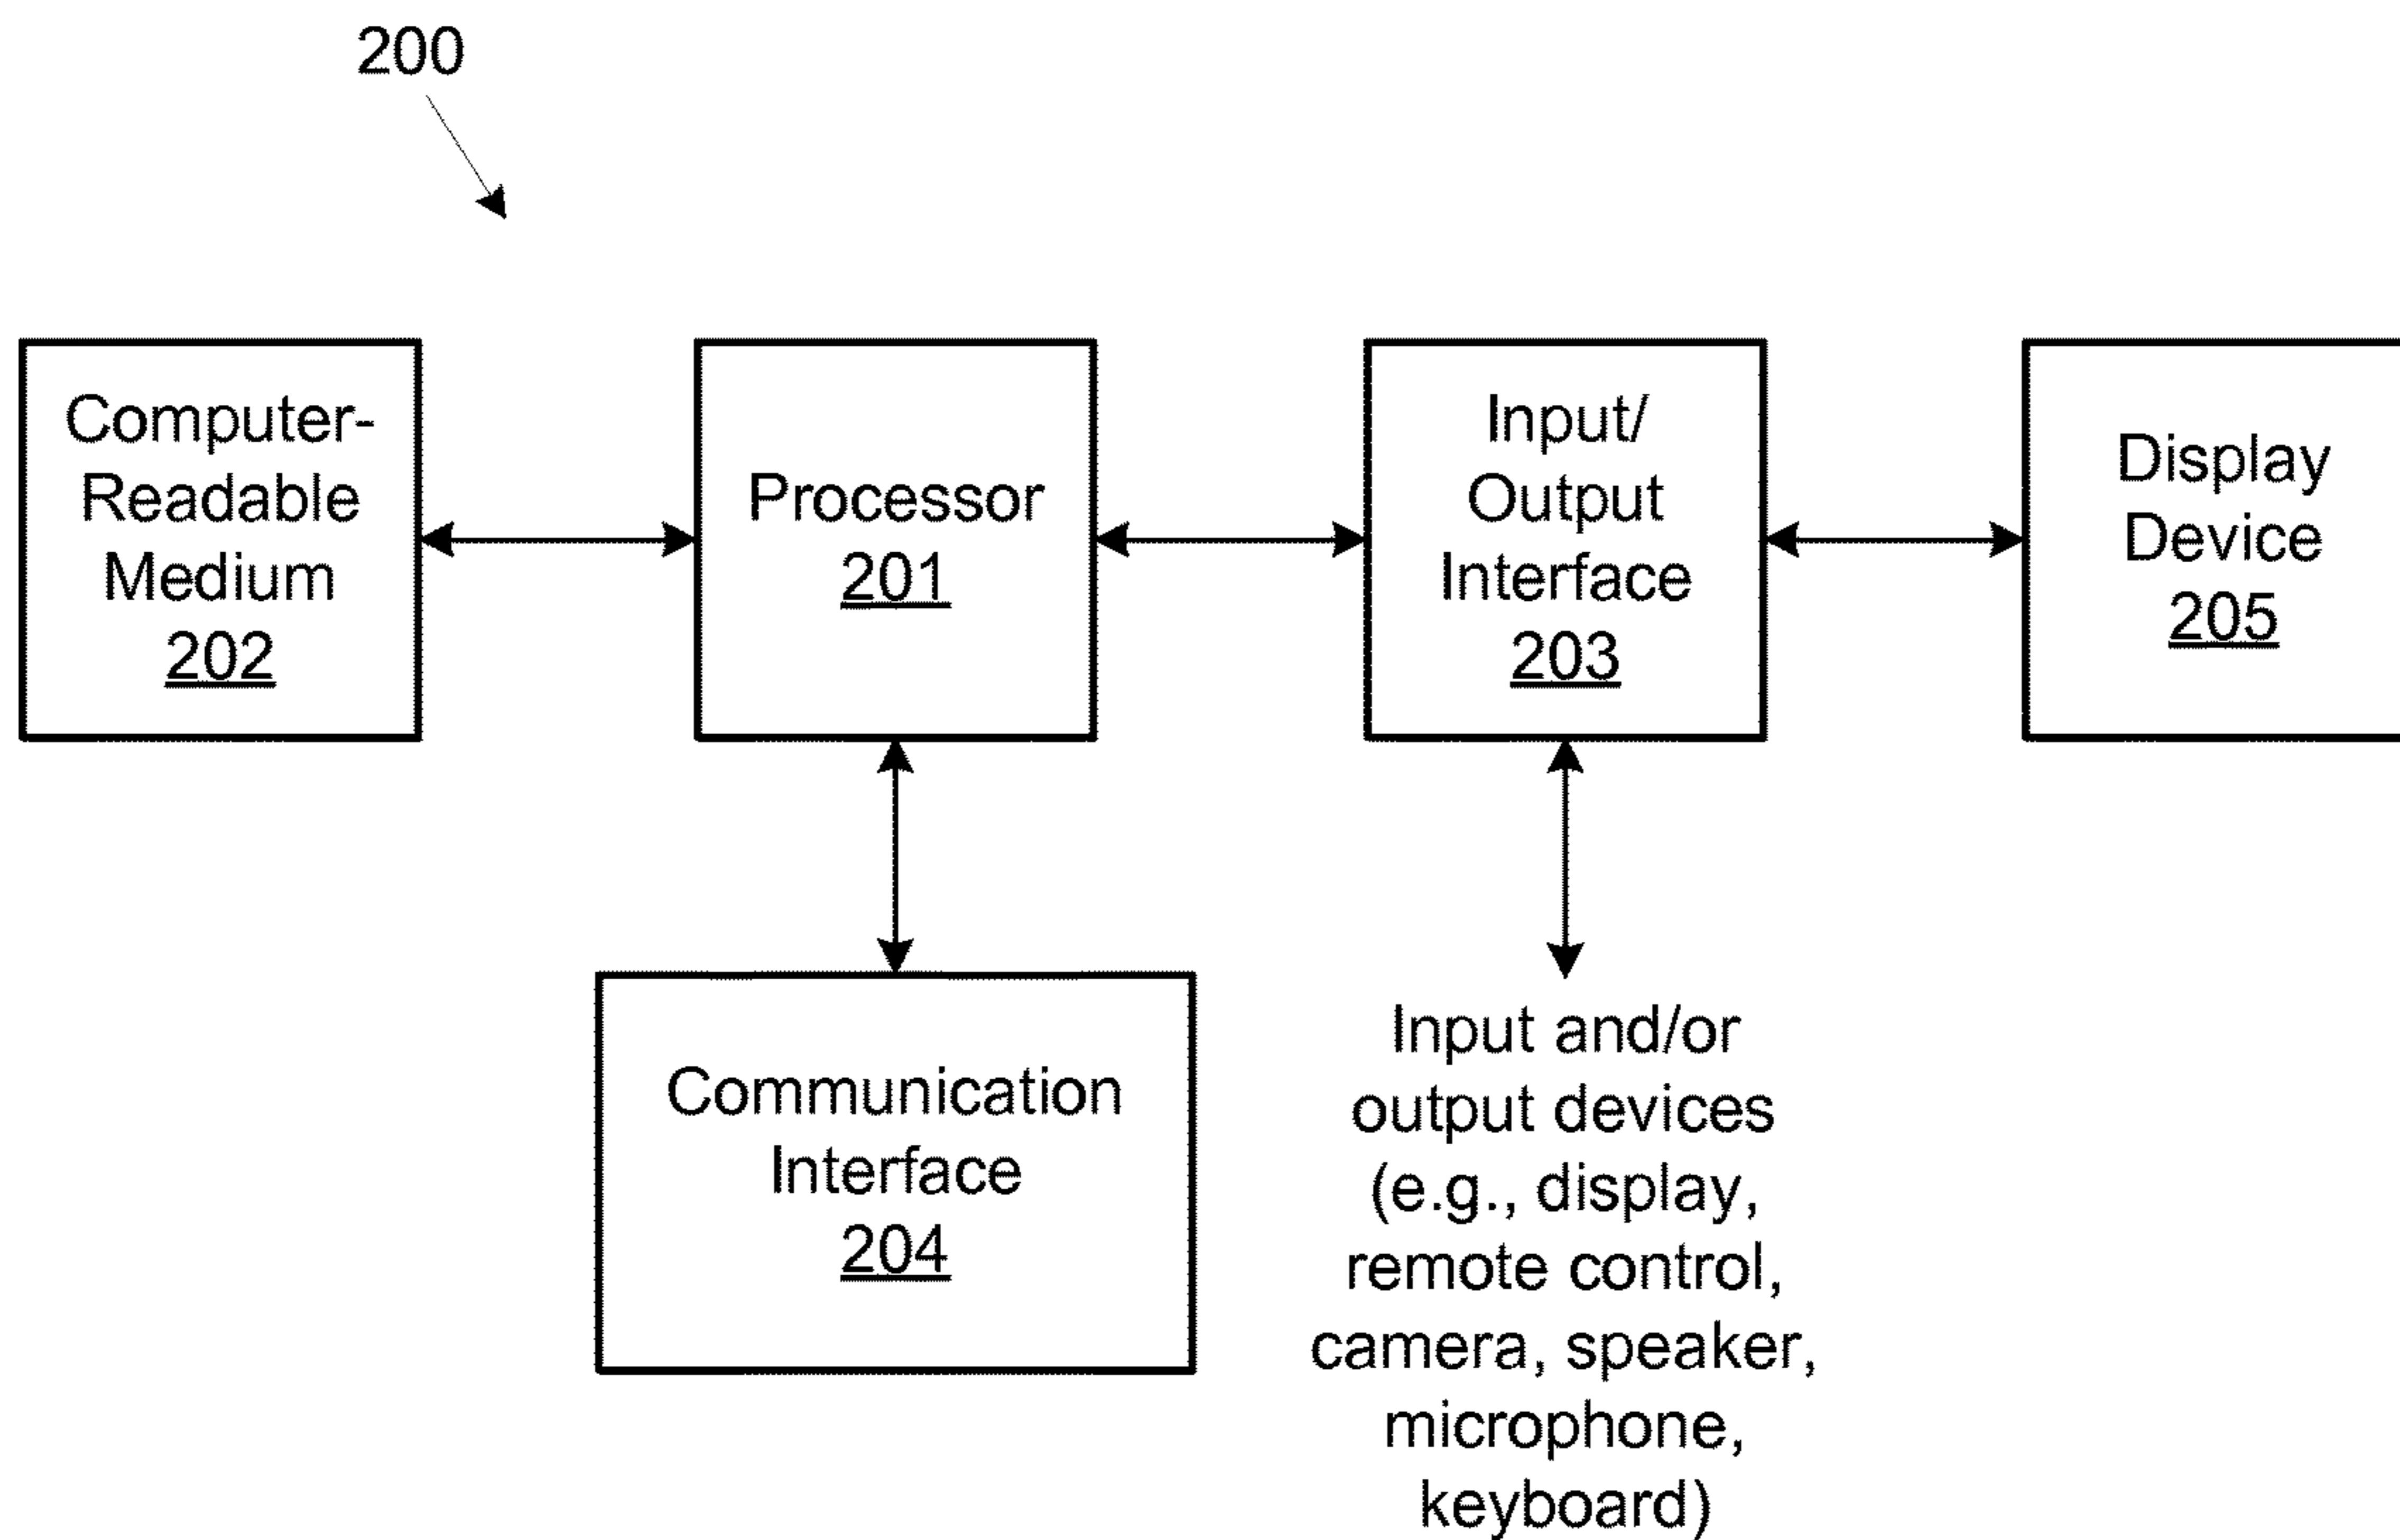 200
Computer-
Readable
Medium
202
Processor
201
Input/
Output
Interface
203
Display
Device
205
Communication
Interface
204
Input and/or
output devices
(e.g., display,
remote control,
camera, speaker,
microphone,
keyboard)